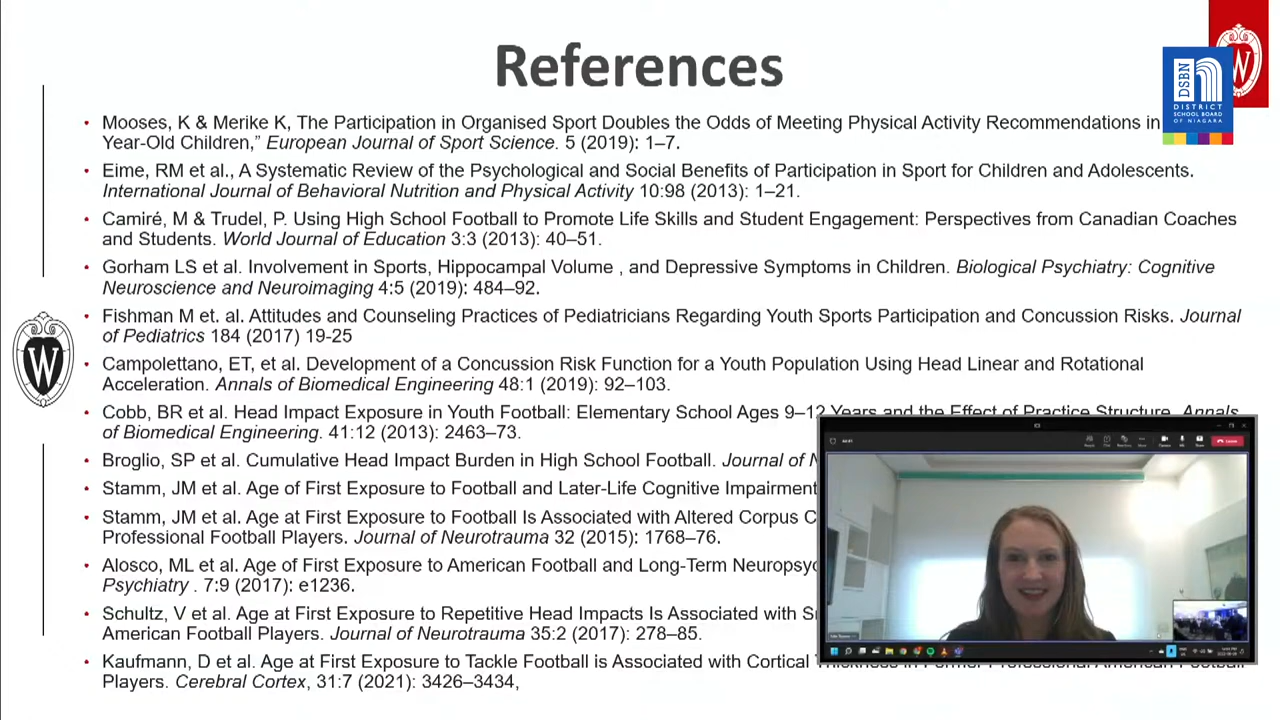 References
DSBN
DISTRICT
SCHOOL BOARD
OF NIAGARA
W
• Mooses, K & Merike K, The Participation in Organised Sport Doubles the Odds of Meeting Physical Activity Recommendations in
Year-Old Children,” European Journal of Sport Science. 5 (2019): 1–7.
• Eime, RM et al., A Systematic Review of the Psychological and Social Benefits of Participation in Sport for Children and Adolescents.
International Journal of Behavioral Nutrition and Physical Activity 10:98 (2013): 1–21.
• Camiré, M & Trudel, P. Using High School Football to Promote Life Skills and Student Engagement: Perspectives from Canadian Coaches
and Students. World Journal of Education 3:3 (2013): 40–51.
• Gorham LS et al. Involvement in Sports, Hippocampal Volume , and Depressive Symptoms in Children. Biological Psychiatry: Cognitive
Neuroscience and Neuroimaging 4:5 (2019): 484–92.
• Fishman M et. al. Attitudes and Counseling Practices of Pediatricians Regarding Youth Sports Participation and Concussion Risks. Journal
of Pediatrics 184 (2017) 19-25
W
• Campolettano, ET, et al. Development of a Concussion Risk Function for a Youth Population Using Head Linear and Rotational
Acceleration. Annals of Biomedical Engineering 48:1 (2019): 92–103.
• Cobb, BR et al. Head Impact Exposure in Youth Football: Elementary School Ages 9–12 Years and the Effect of Practice Structure. Annals
of Biomedical Engineering. 41:12 (2013): 2463–73.
• Broglio, SP et al. Cumulative Head Impact Burden in High School Football. Journal of N
• Stamm, JM et al. Age of First Exposure to Football and Later-Life Cognitive Impairment
• Stamm, JM et al. Age at First Exposure to Football Is Associated with Altered Corpus C
Professional Football Players. Journal of Neurotrauma 32 (2015): 1768–76.
• Alosco, ML et al. Age of First Exposure to American Football and Long-Term Neuropsyc
Psychiatry . 7:9 (2017): e1236.
• Schultz, V et al. Age at First Exposure to Repetitive Head Impacts Is Associated with S
American Football Players. Journal of Neurotrauma 35:2 (2017): 278–85.
• Kaufmann, D et al. Age at First Exposure to Tackle Football is Associated with Cortical Thickness in Former Professional American Football
Players. Cerebral Cortex, 31:7 (2021): 3426–3434,